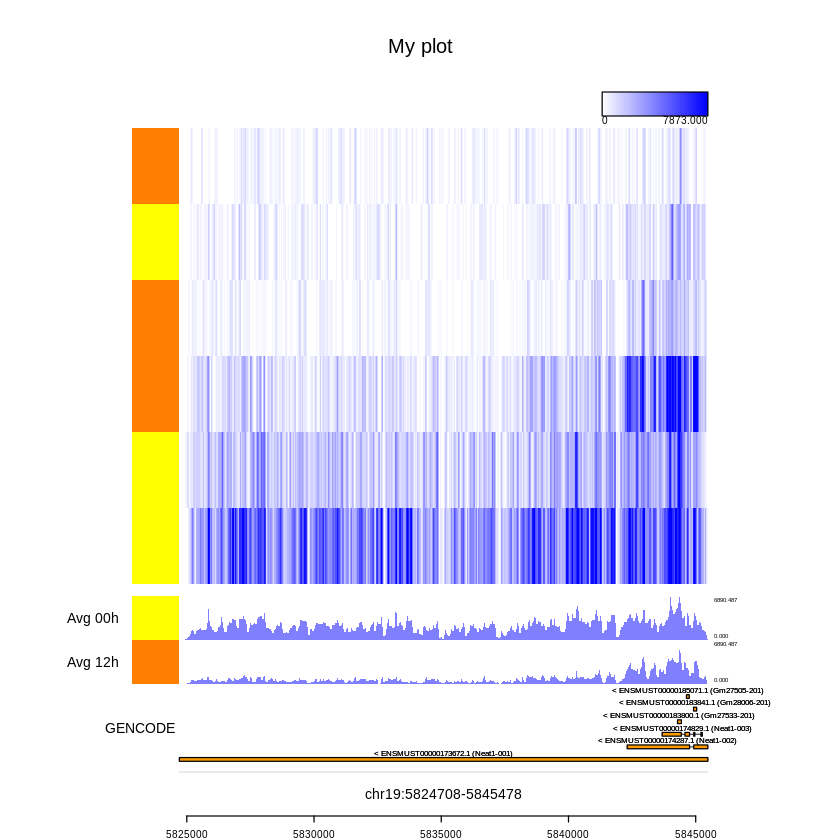 My plot
0 7873.000
Avg 00h
6890.487
0.000
Avg 12h
6890.487
0.000
GENCODE
< ENSMUST00000185071.1 (Gm27505-201)
< ENSMUST00000183841.1 (Gm28006-201)
< ENSMUST00000183800.1 (Gm27533-201)
< ENSMUST00000174829.1 (Neat1-003)
< ENSMUST00000174287.1 (Neat1-002)
< ENSMUST00000173672.1 (Neat1-001)
chr19:5824708-5845478
5825000 5830000 5835000 5840000 5845000